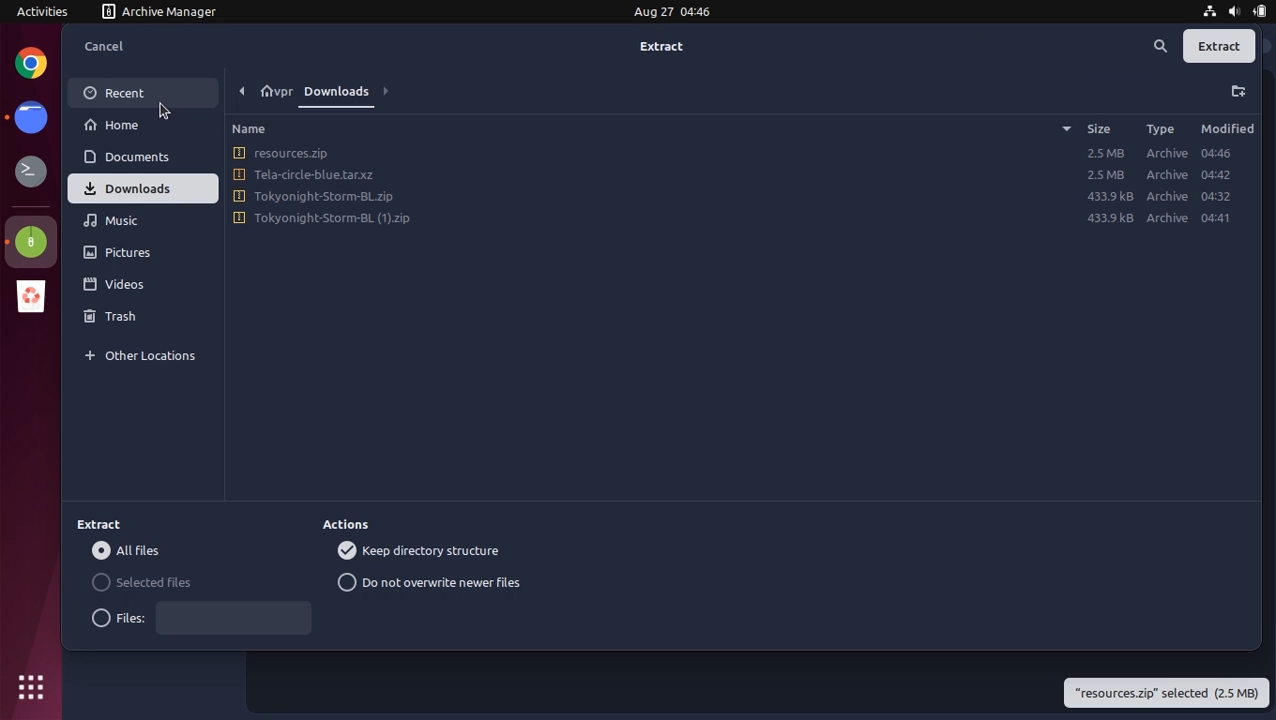 Activities Archive Manager Aug 27 04:46
Cancel Extract Extract
Recent
Home
Documents
Downloads
Music
Pictures
Videos
Trash
Other Locations
vpr Downloads
Name Size Type Modified
resources.zip 2.5 MB Archive 04:46
Tela-circle-blue.tar.xz 2.5 MB Archive 04:42
Tokyonight-Storm-BL.zip 433.9 kB Archive 04:32
Tokyonight-Storm-BL (1).zip 433.9 kB Archive 04:41
Extract
All files
Selected files
Files:
Actions
Keep directory structure
Do not overwrite newer files
“resources.zip” selected (2.5 MB)